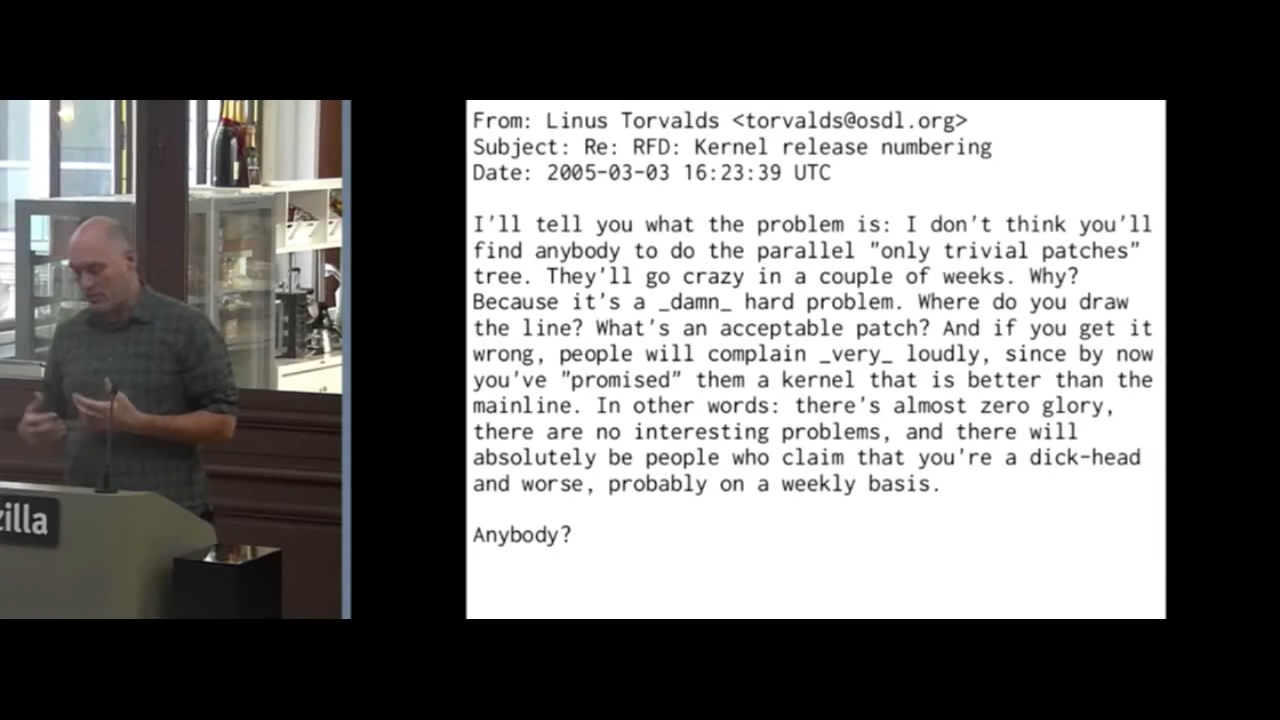 From: Linus Torvalds <torvalds@osdl.org>
Subject: Re: RFD: Kernel release numbering
Date: 2005-03-03 16:23:39 UTC
I'll tell you what the problem is: I don't think you'll
find anybody to do the parallel "only trivial patches"
tree. They'll go crazy in a couple of weeks. Why?
Because it's a _damn_ hard problem. Where do you draw
the line? What's an acceptable patch? And if you get it
wrong, people will complain _very_ loudly, since by now
you've "promised" them a kernel that is better than the
mainline. In other words: there's almost zero glory,
there are no interesting problems, and there will
absolutely be people who claim that you're a dick-head
and worse, probably on a weekly basis.
Anybody?
zilla